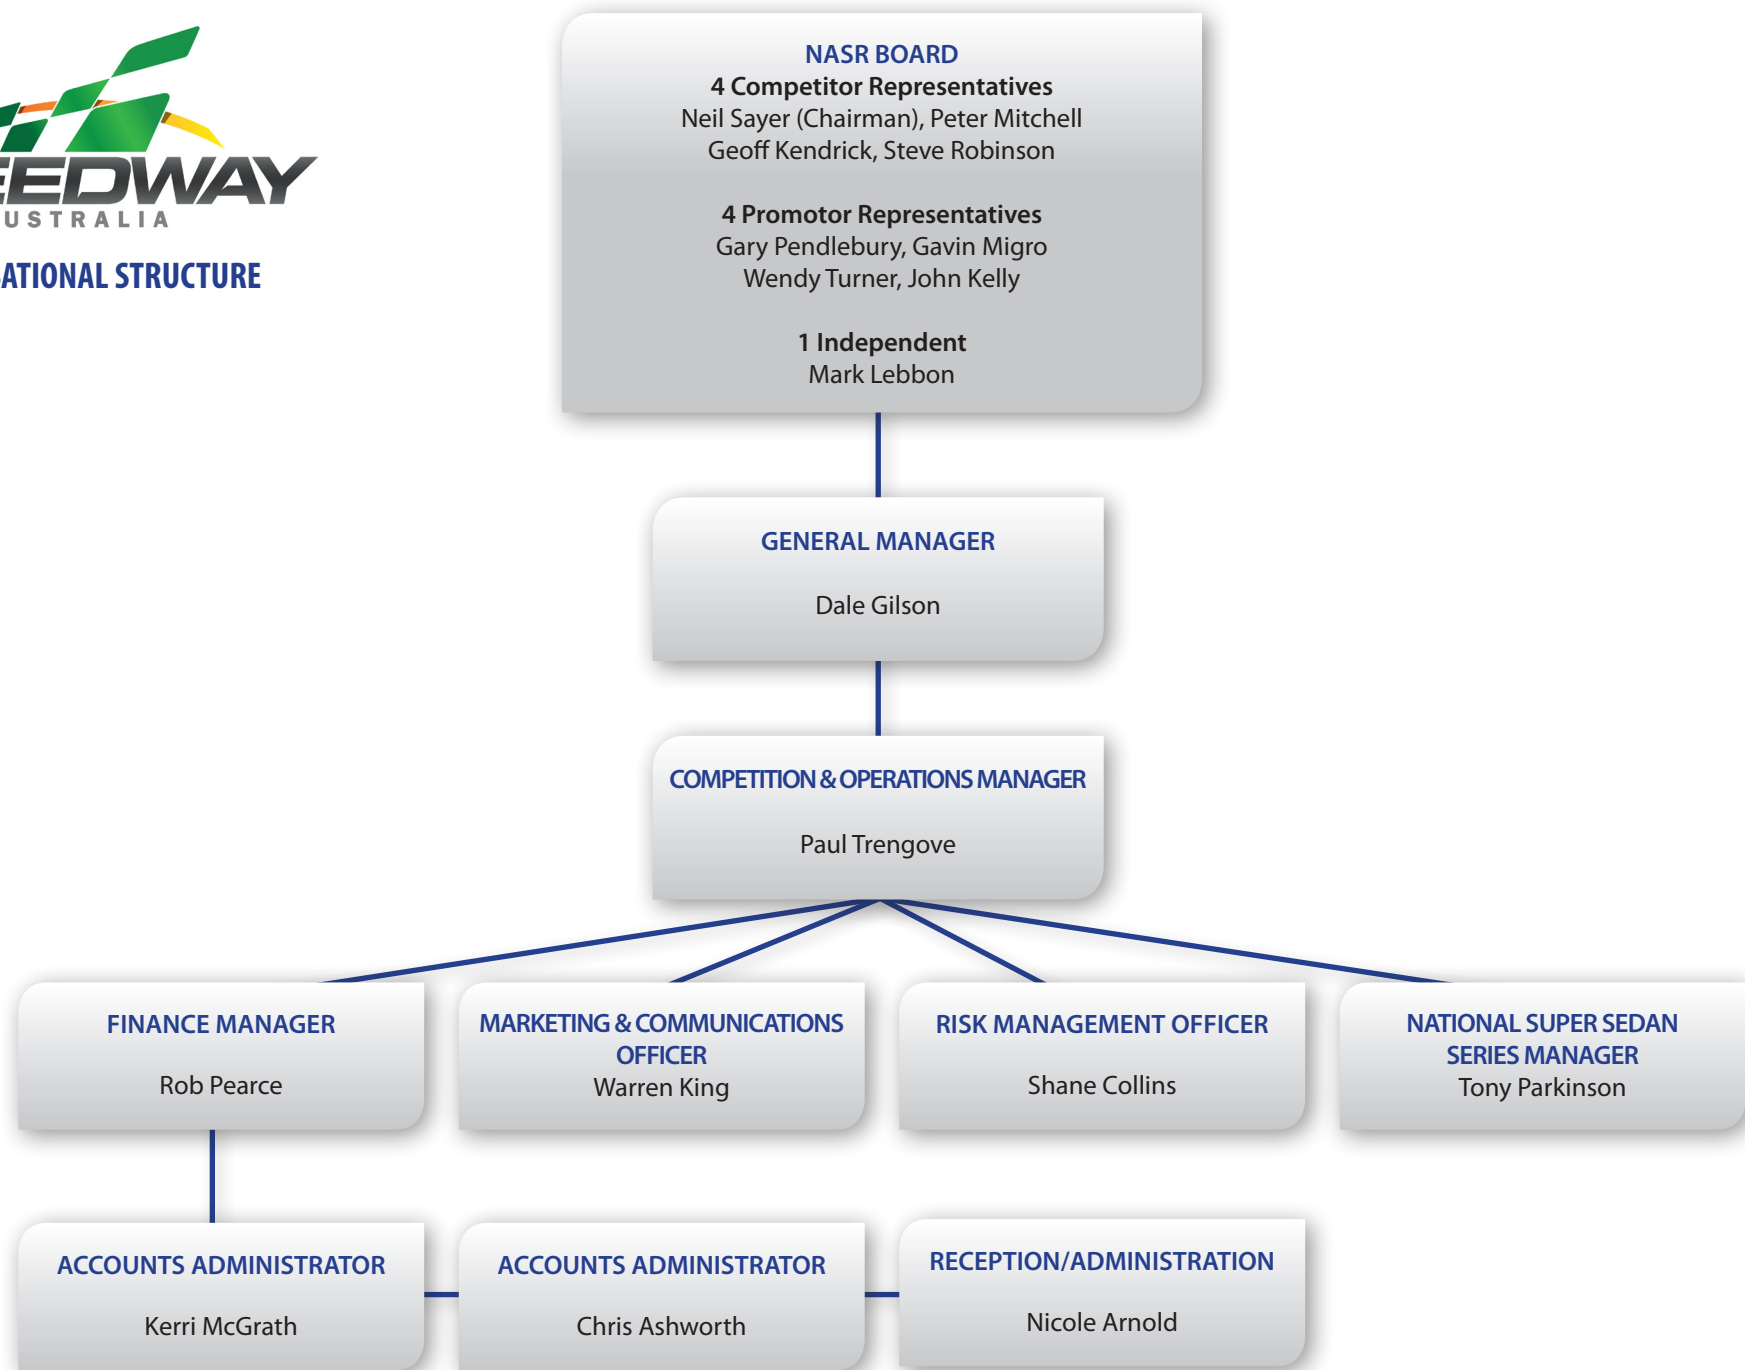 EEDWAY
USTRALIA
ATIONAL STRUCTURE
NASR BOARD
4 Competitor Representatives
Neil Sayer (Chairman), Peter Mitchell
Geoff Kendrick, Steve Robinson
4 Promotor Representatives
Gary Pendlebury, Gavin Migro
Wendy Turner, John Kelly
1 Independent
Mark Lebbon
GENERAL MANAGER
Dale Gilson
COMPETITION & OPERATIONS MANAGER
Paul Trengove
FINANCE MANAGER
Rob Pearce
MARKETING & COMMUNICATIONS
OFFICER
Warren King
RISK MANAGEMENT OFFICER
Shane Collins
NATIONAL SUPER SEDAN
SERIES MANAGER
Tony Parkinson
ACCOUNTS ADMINISTRATOR
Kerri McGrath
ACCOUNTS ADMINISTRATOR
Chris Ashworth
RECEPTION/ADMINISTRATION
Nicole Arnold